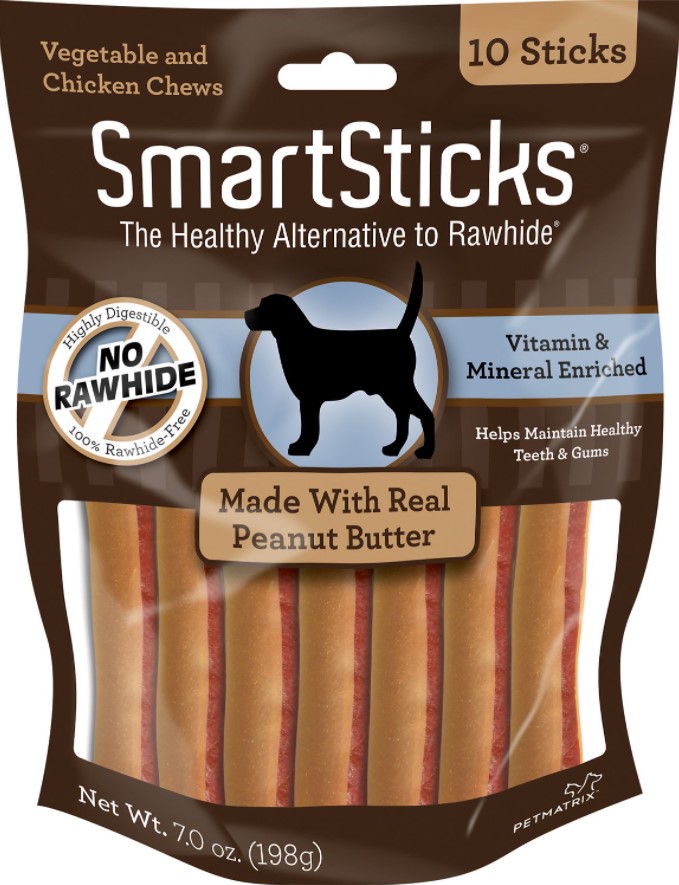 Vegetable and
Chicken Chews
10 Sticks
SmartSticks®
The Healthy Alternative to Rawhide®
Highly Digestible
NO
RAWHIDE
100% Rawhide-Free
Vitamin &
Mineral Enriched
Helps Maintain Healthy
Teeth & Gums
Made With Real
Peanut Butter
Net Wt. 7.0 oz. (198g)
PETMATRIX